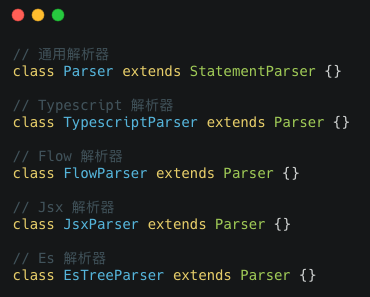 // 通用解析器
class Parser extends StatementParser {}
// Typescript 解析器
class TypescriptParser extends Parser {}
// Flow 解析器
class FlowParser extends Parser {}
// Jsx 解析器
class JsxParser extends Parser {}
// Es 解析器
class EsTreeParser extends Parser {}